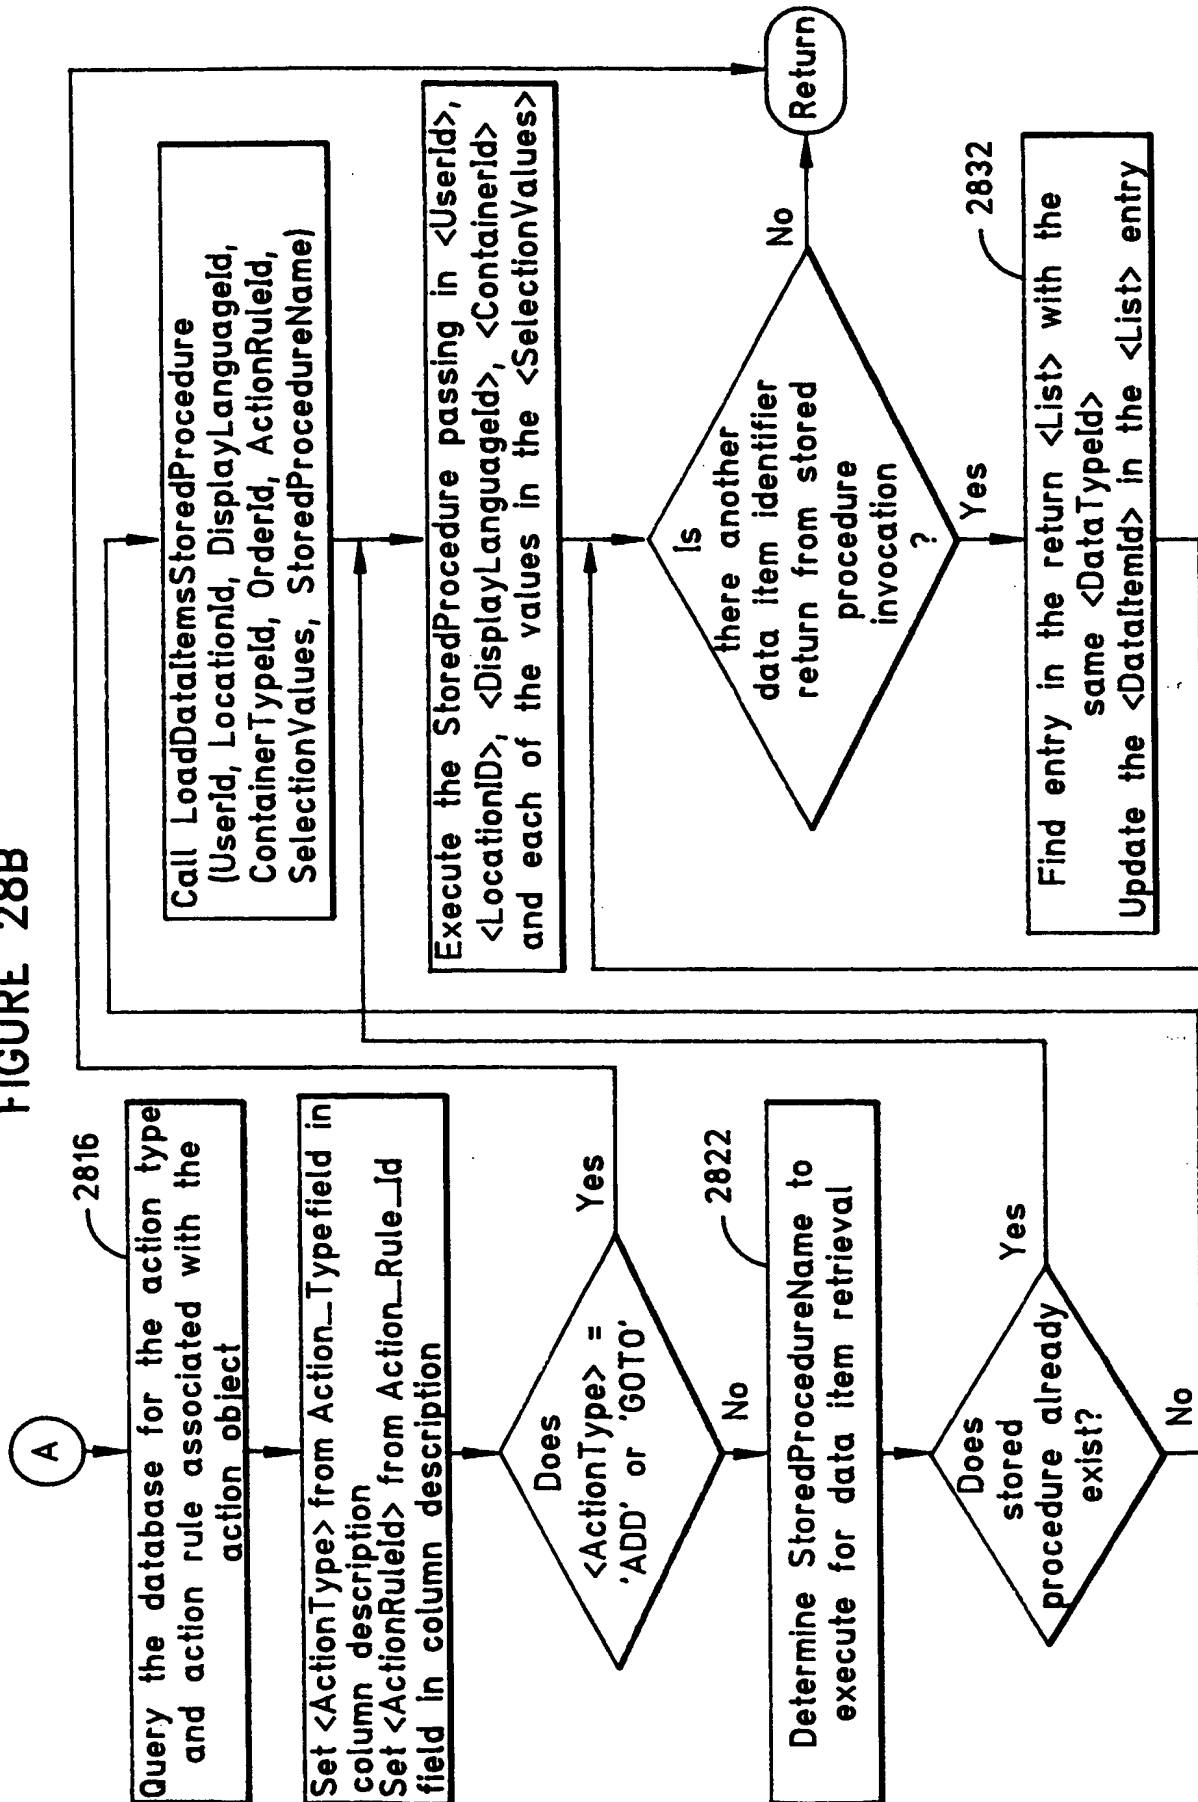 FIGURE 28B
A
2816
Query the database for the action type
and action rule associated with the
action object
Set <ActionType> from Action_Typefield in
column description
Set <ActionRuleId> from Action_Rule_Id
field in column description
Does
<ActionType> =
'ADD' or 'GOTO'
Yes
No
2822
Determine StoredProcedureName to
execute for data item retrieval
Does
stored
procedure already
exist?
Yes
No
Call LoadDataItemsStoredProcedure
(UserId, LocationId, DisplayLanguageId,
ContainerTypeId, OrderId, ActionRuleId,
SelectionValues, StoredProcedureName)
Execute the StoredProcedure passing in <UserId>,
<LocationID>, <DisplayLanguageId>, <ContainerId>
and each of the values in the <SelectionValues>
Is
there another
data item identifier
return from stored
procedure
invocation
?
No
Return
Yes
2832
Find entry in the return <List> with the
same <DataTypeId>
Update the <DataItemId> in the <List> entry